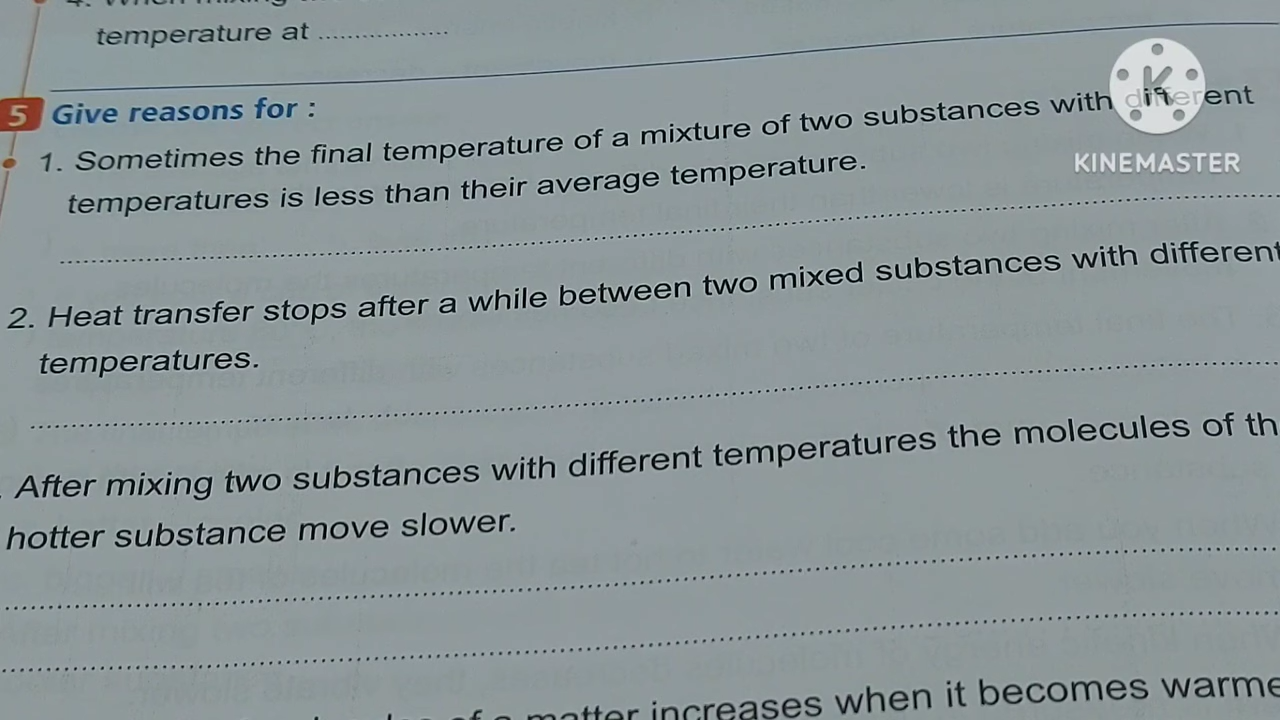 temperature at ..................
5 Give reasons for :
1. Sometimes the final temperature of a mixture of two substances with different
temperatures is less than their average temperature.
2. Heat transfer stops after a while between two mixed substances with different
temperatures.
. After mixing two substances with different temperatures the molecules of th
hotter substance move slower.
of a matter increases when it becomes warme
KINEMASTER